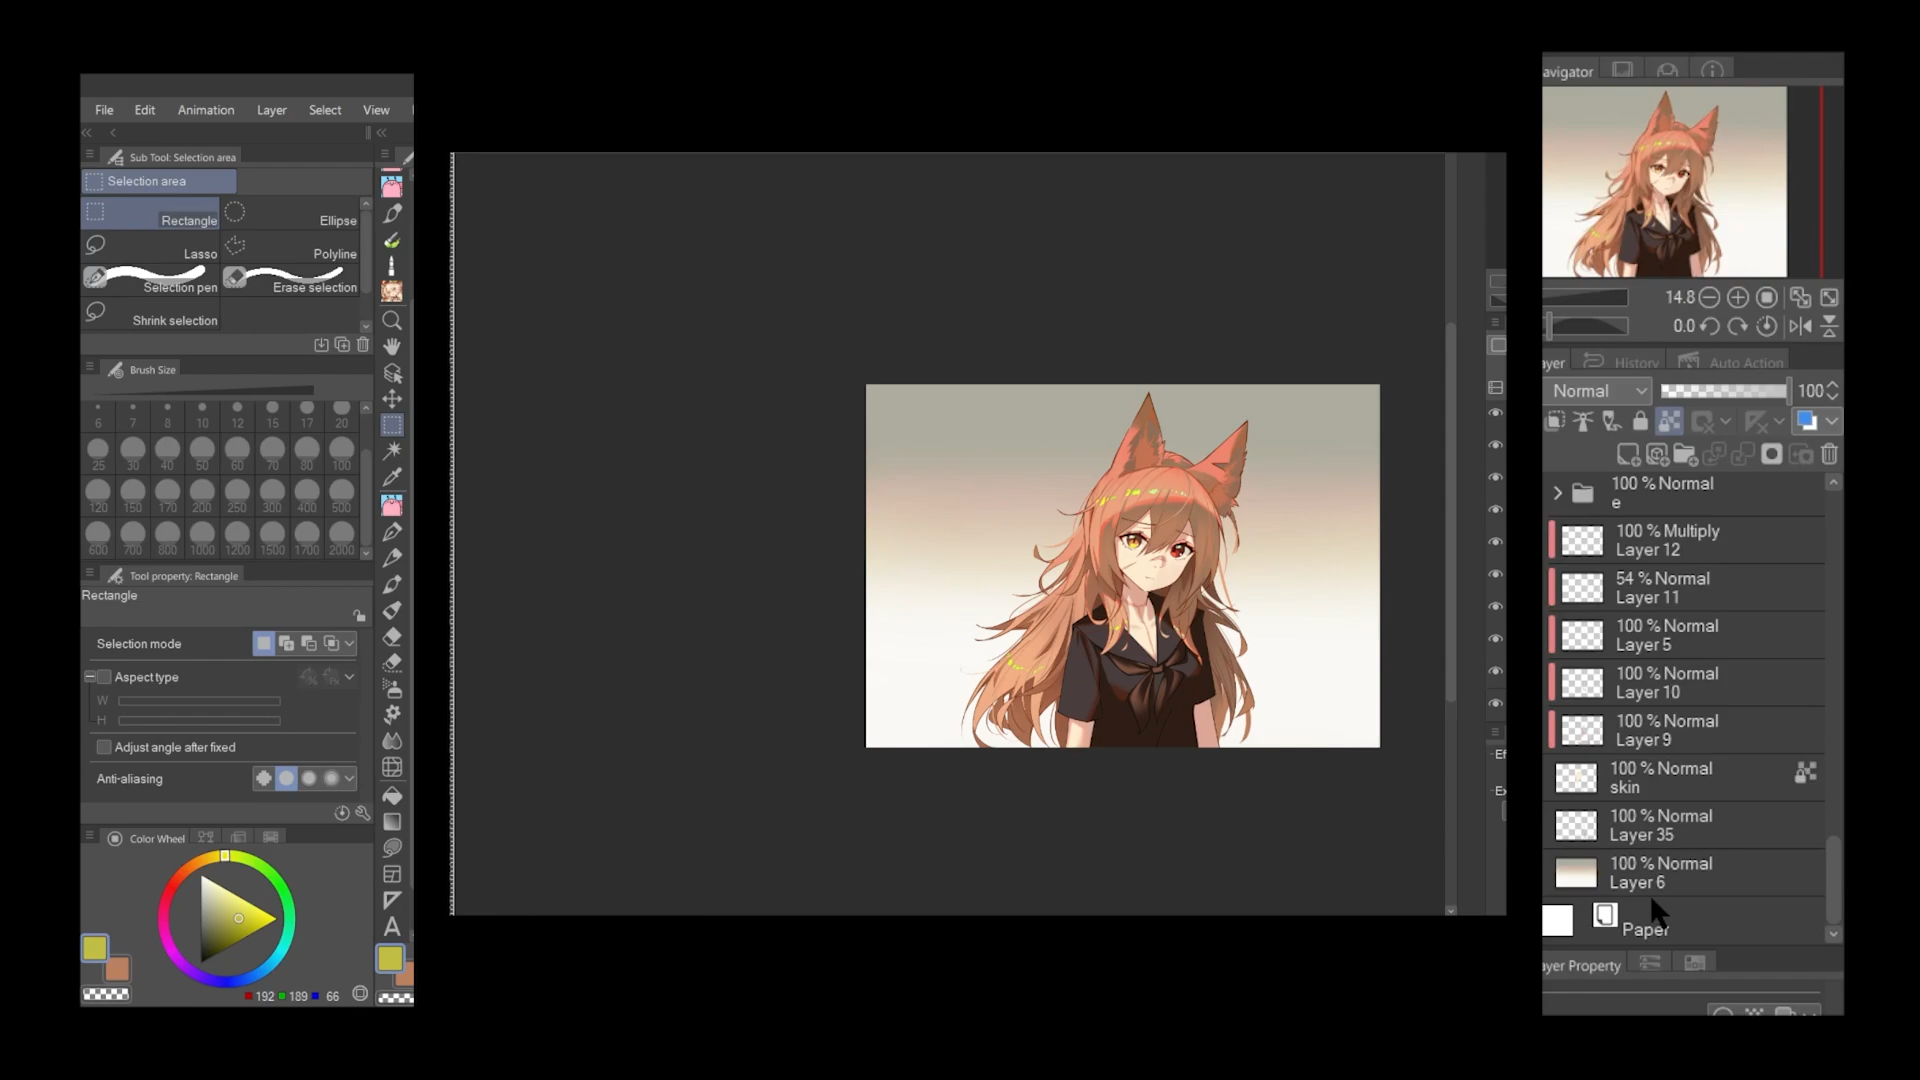 File Edit Animation Layer Select View
Sub Tool: Selection area
Selection area
Rectangle Ellipse
Lasso Polyline
Selection pen Erase selection
Shrink selection
Brush Size
6 7 8 10 12 15 17 20
25 30 40 50 60 70 80 100
120 150 170 200 250 300 400 500
600 700 800 1000 1200 1500 1700 2000
Tool property: Rectangle
Rectangle
Selection mode
Aspect type
W
H
Adjust angle after fixed
Anti-aliasing
Color Wheel
192 189 66
A
Ef
Ex
avigator
14.8
0.0
ayer History Auto Action
Normal 100
100 % Normal
e
100 % Multiply
Layer 12
54 % Normal
Layer 11
100 % Normal
Layer 5
100 % Normal
Layer 10
100 % Normal
Layer 9
100 % Normal
skin
100 % Normal
Layer 35
100 % Normal
Layer 6
Paper
ayer Property